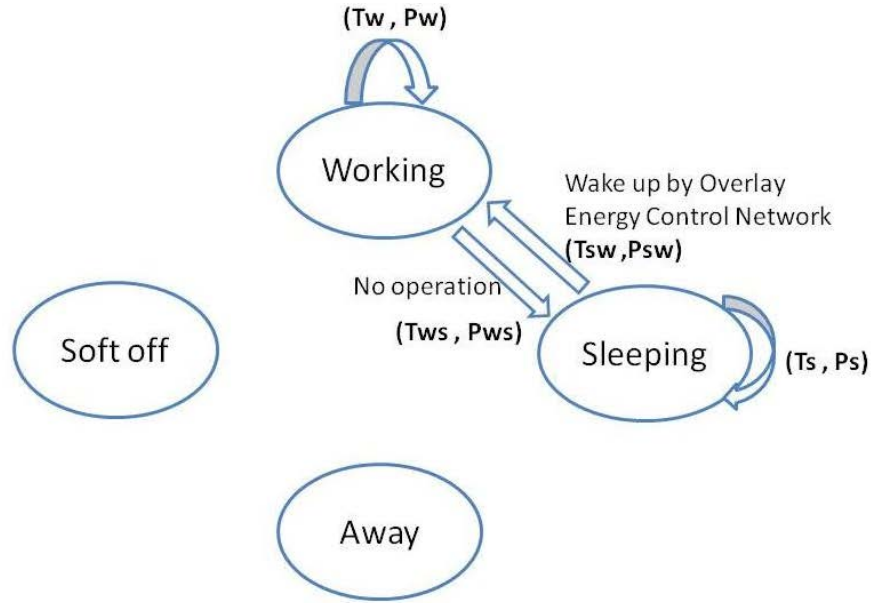 (Tw , Pw)
Working
Wake up by Overlay
Energy Control Network
(Tsw ,Psw)
No operation
(Tws , Pws)
Soft off
Sleeping
(Ts , Ps)
Away